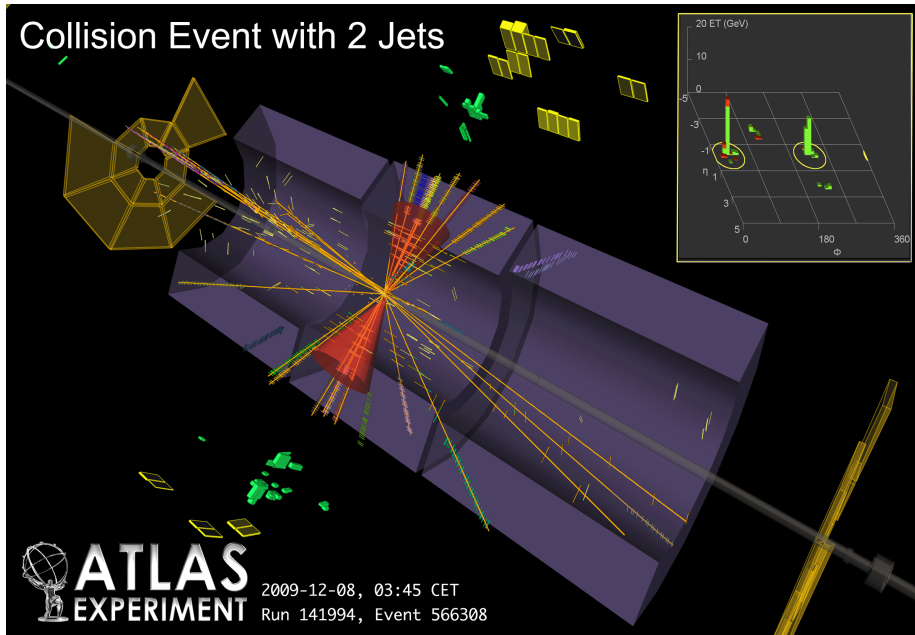 Collision Event with 2 Jets
20 ET (GeV)
10
0
-5
-3
-1
η
1
3
5
0
180
360
Φ
ATLAS
EXPERIMENT
2009-12-08, 03:45 CET
Run 141994, Event 566308